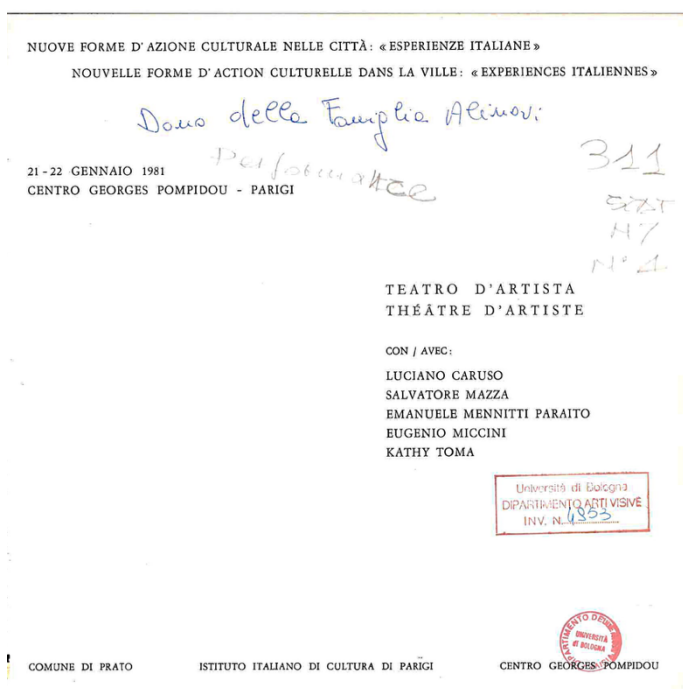 NUOVE FORME D'AZIONE CULTURALE NELLE CITTÀ: «ESPERIENZE ITALIANE»
NOUVELLE FORME D'ACTION CULTURELLE DANS LA VILLE: «EXPERIENCES ITALIENNES»
Dono della Famiglia Alinovi
Performance
311
21-22 GENNAIO 1981
CENTRO GEORGES POMPIDOU - PARIGI
N° 1
TEATRO D'ARTISTA
THÉÂTRE D'ARTISTE
CON / AVEC:
LUCIANO CARUSO
SALVATORE MAZZA
EMANUELE MENNITTI PARAITO
EUGENIO MICCINI
KATHY TOMA
Università di Bologna
DIPARTIMENTO ARTI VISIVE
INV. N. 4853
UNIVERSITÀ
di BOLOGNA
COMUNE DI PRATO ISTITUTO ITALIANO DI CULTURA DI PARIGI CENTRO GEORGES POMPIDOU